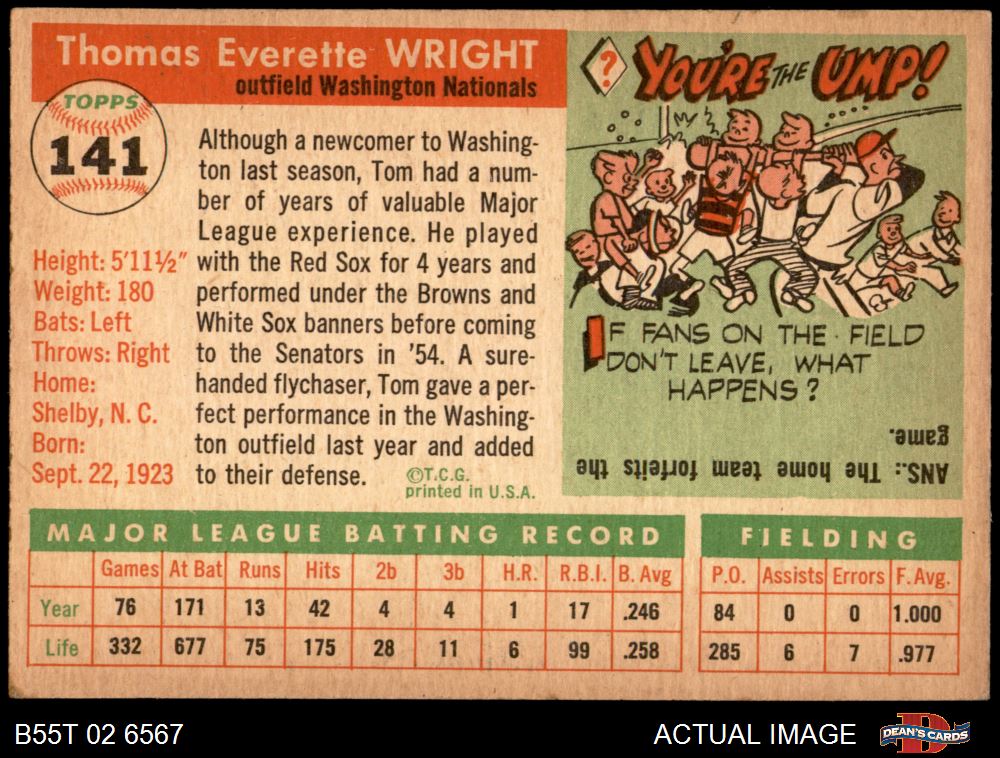 Thomas Everette WRIGHT
outfield Washington Nationals
TOPPS
141
Height: 5'11½"
Weight: 180
Bats: Left
Throws: Right
Home:
Shelby, N. C.
Born:
Sept. 22, 1923
Although a newcomer to Washing-
ton last season, Tom had a num-
ber of years of valuable Major
League experience. He played
with the Red Sox for 4 years and
performed under the Browns and
White Sox banners before coming
to the Senators in '54. A sure-
handed flychaser, Tom gave a per-
fect performance in the Washing-
ton outfield last year and added
to their defense.
©T.C.G.
printed in U.S.A.
? YOU'RE THE UMP!
IF FANS ON THE FIELD
DON'T LEAVE, WHAT
HAPPENS?
ANS.: The home team forfeits the
game.
MAJOR LEAGUE BATTING RECORD
Games At Bat Runs Hits 2b 3b H.R. R.B.I. B. Avg
Year 76 171 13 42 4 4 1 17 .246
Life 332 677 75 175 28 11 6 99 .258
FIELDING
P.O. Assists Errors F. Avg.
84 0 0 1.000
285 6 7 .977
B55T 02 6567
ACTUAL IMAGE
DEAN'S CARDS